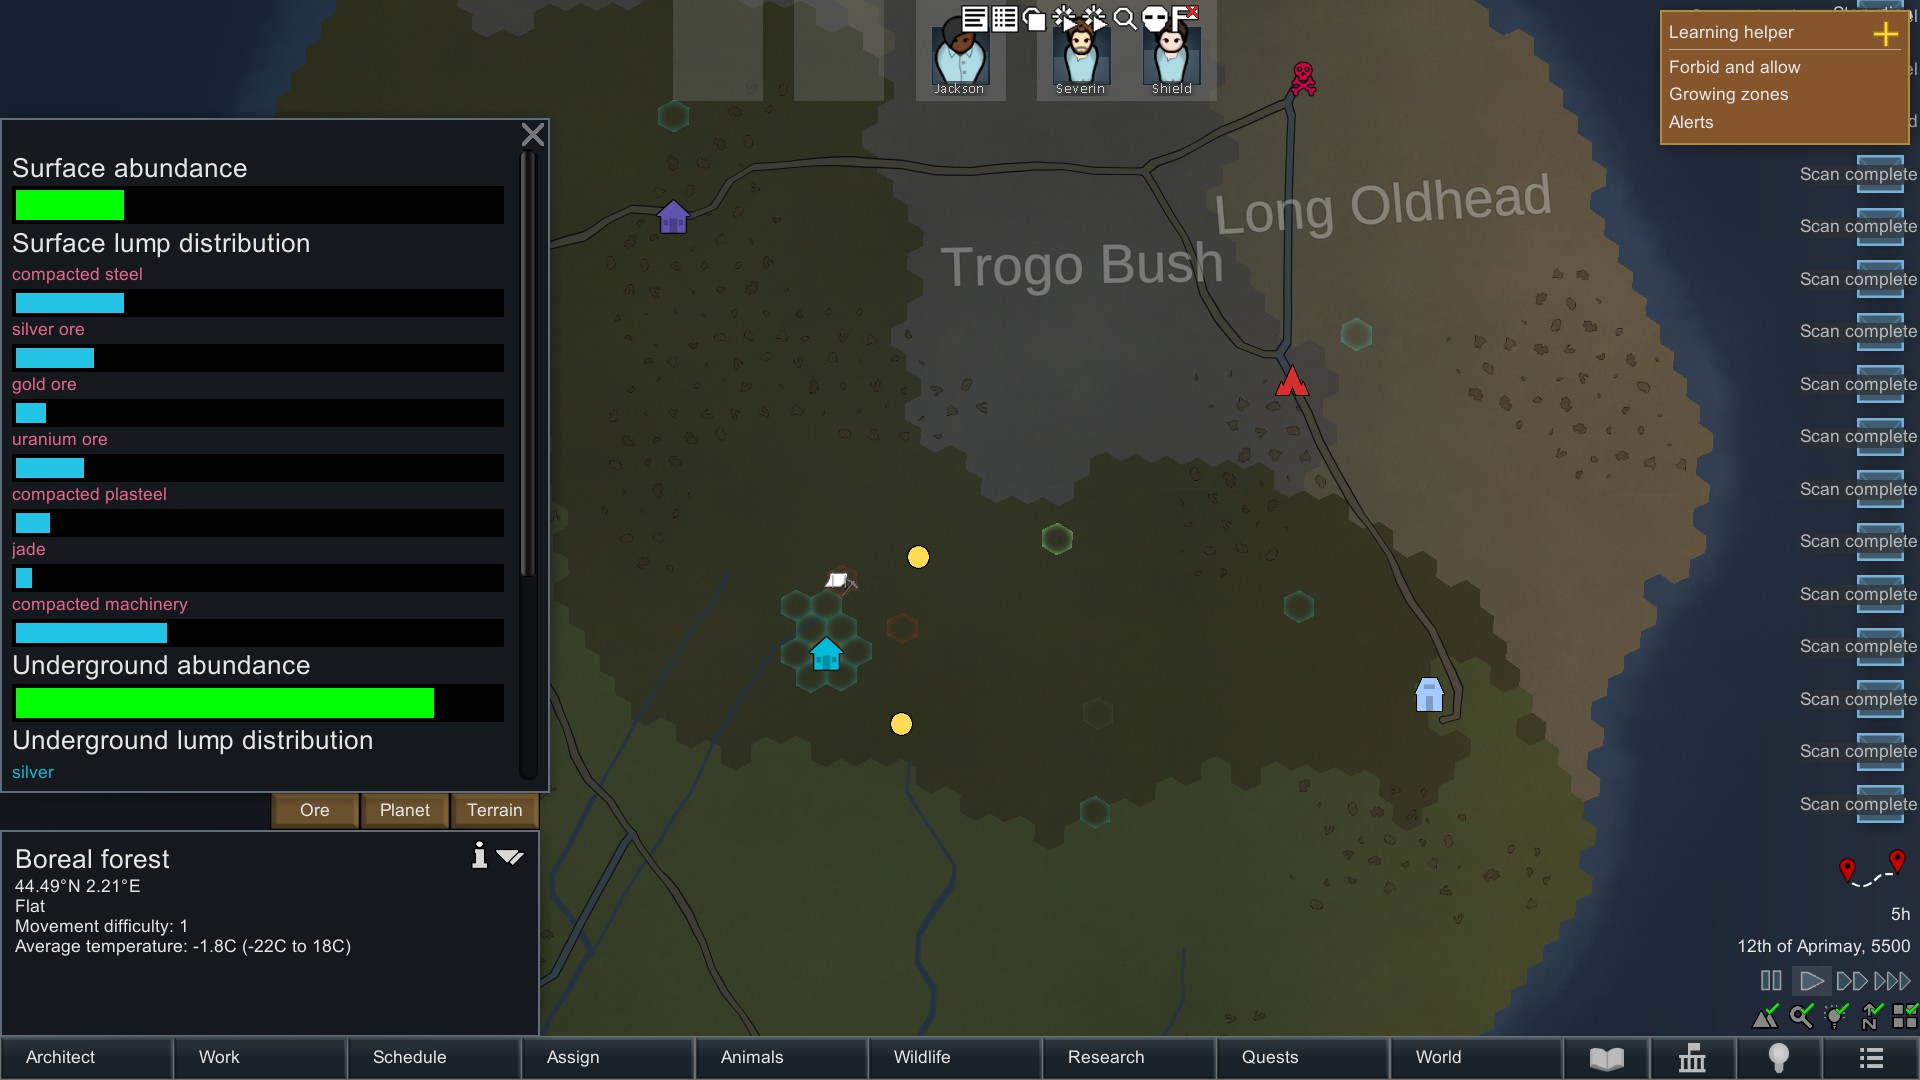 Jackson
Severin
Shield
Learning helper
Forbid and allow
Growing zones
Alerts
Surface abundance
Surface lump distribution
compacted steel
silver ore
gold ore
uranium ore
compacted plasteel
jade
compacted machinery
Underground abundance
Underground lump distribution
silver
Ore
Planet
Terrain
Boreal forest
44.49°N 2.21°E
Flat
Movement difficulty: 1
Average temperature: -1.8C (-22C to 18C)
Long Oldhead
Trogo Bush
Scan complete
Scan complete
Scan complete
Scan complete
Scan complete
Scan complete
Scan complete
Scan complete
Scan complete
Scan complete
Scan complete
Scan complete
Scan complete
5h
12th of Aprimay, 5500
N
Architect
Work
Schedule
Assign
Animals
Wildlife
Research
Quests
World